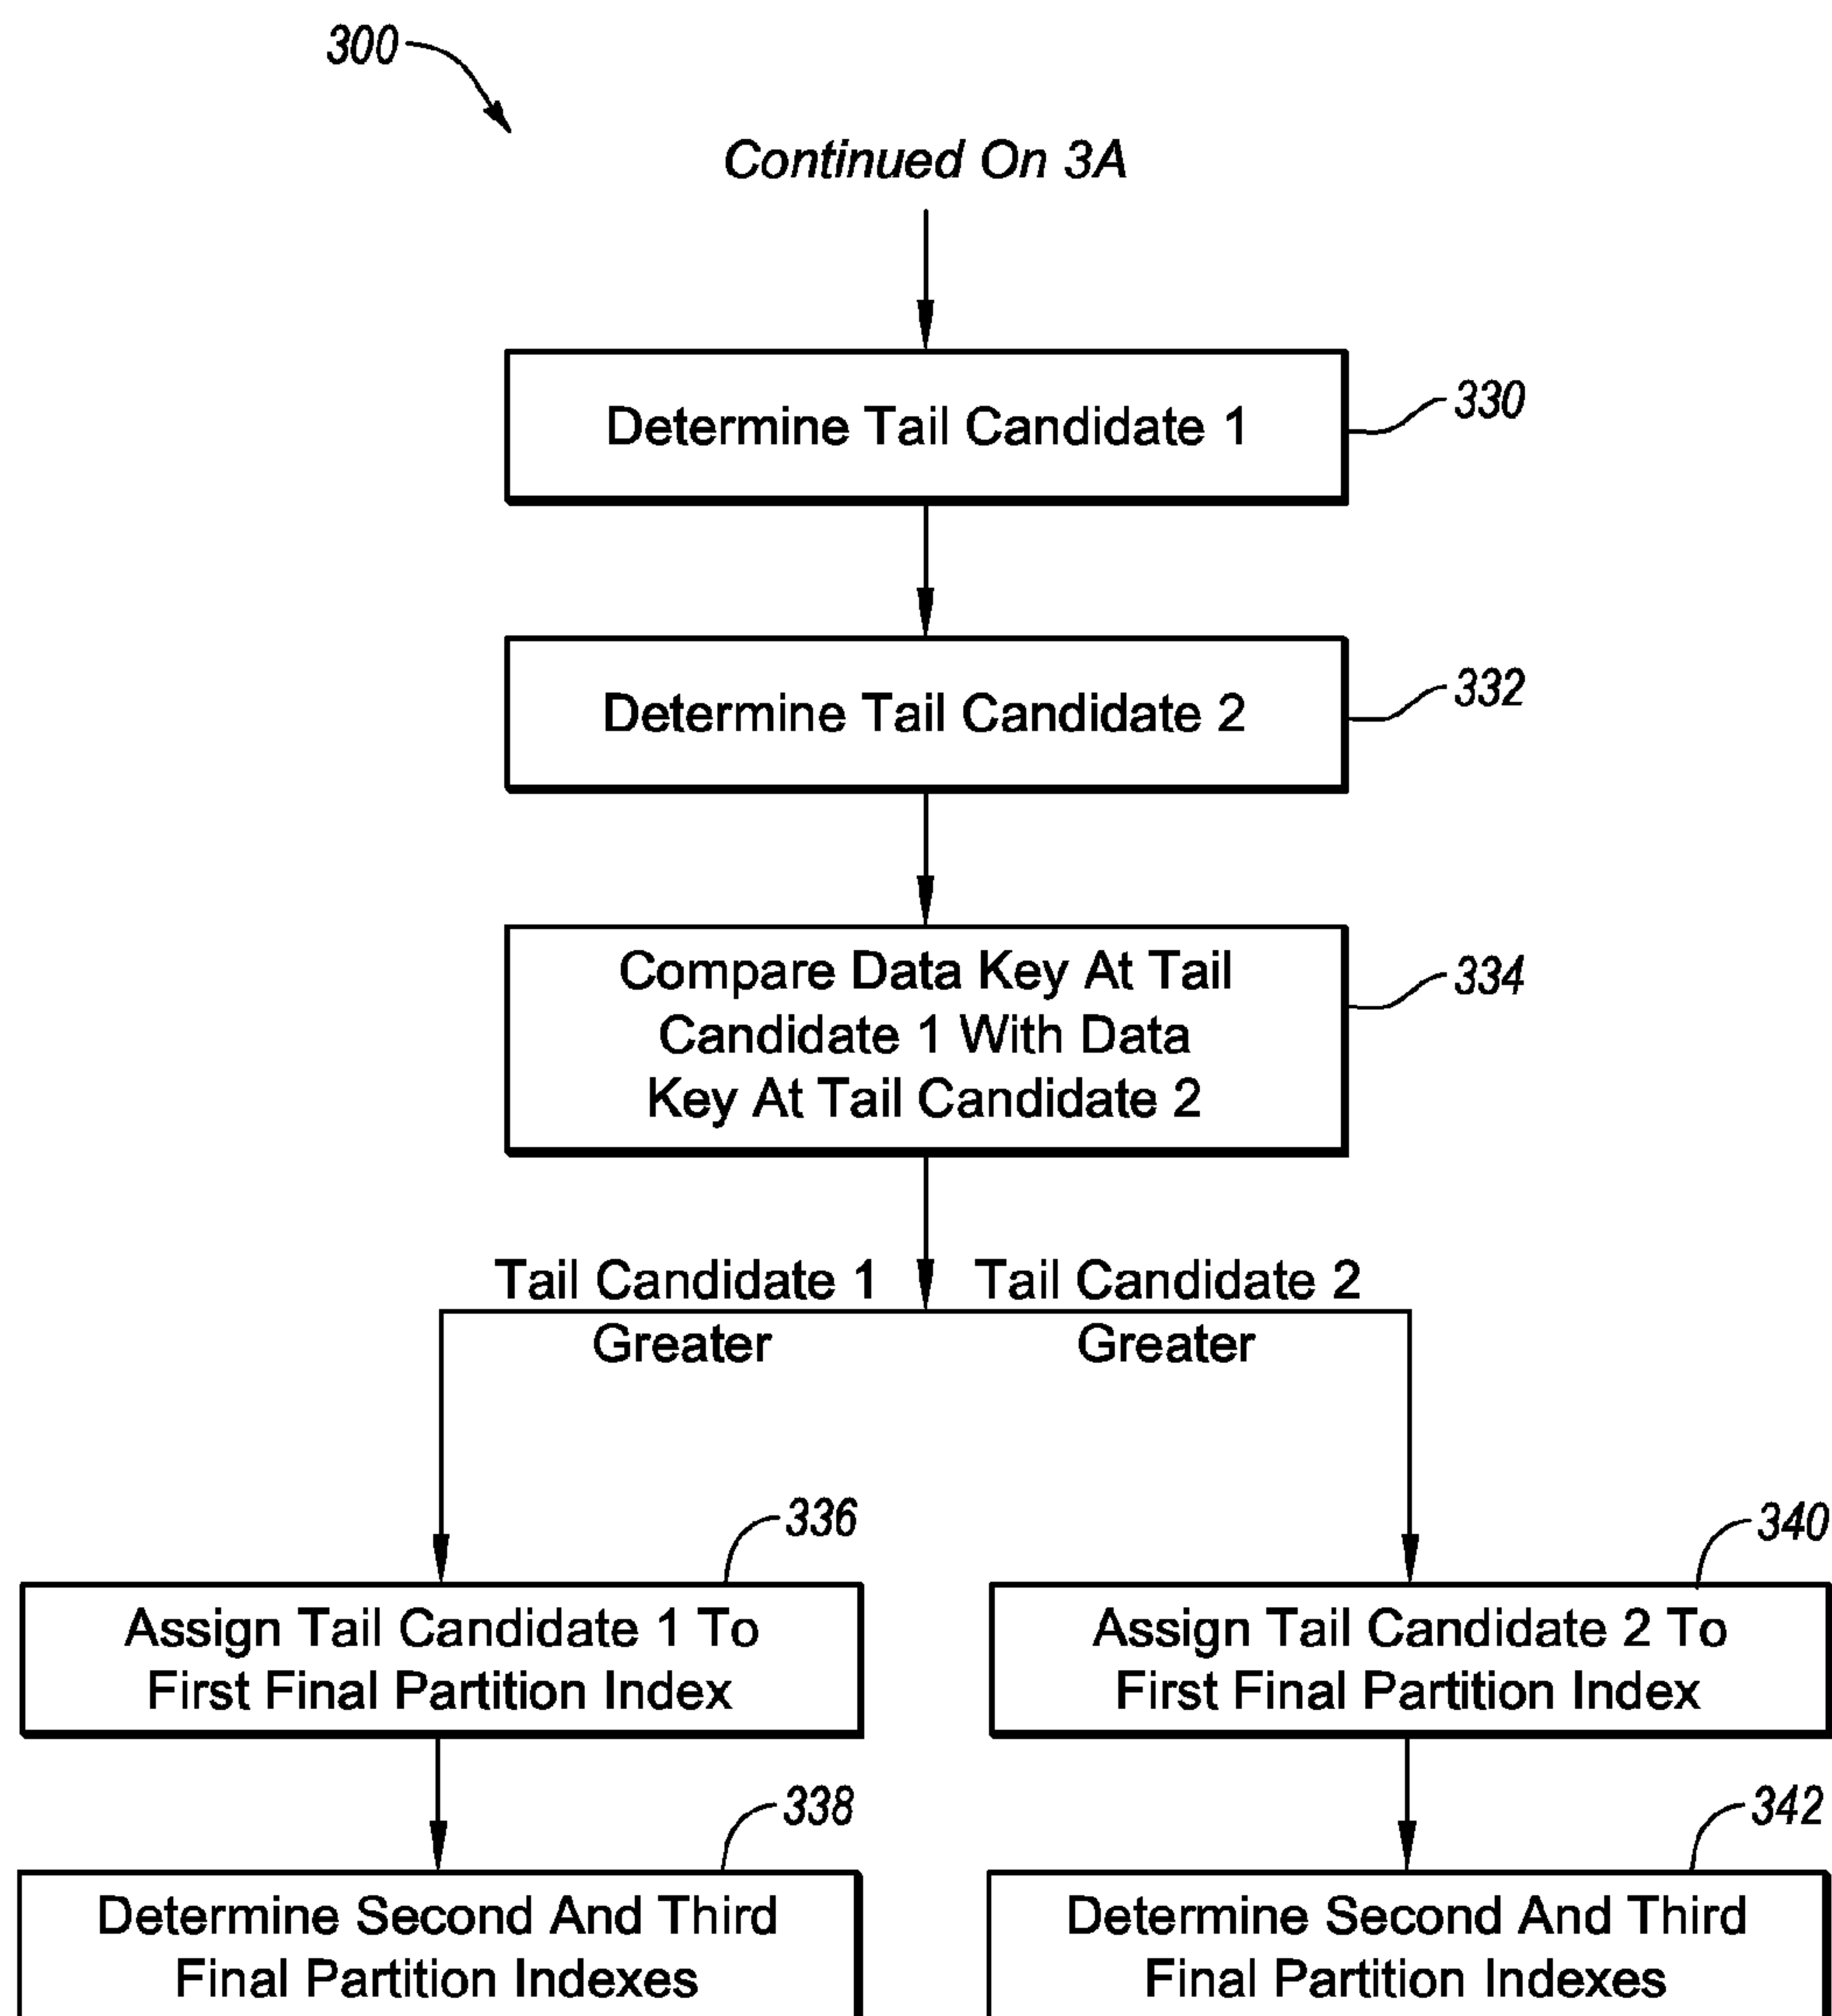 300
Continued On 3A
Determine Tail Candidate 1
330
Determine Tail Candidate 2
332
Compare Data Key At Tail
Candidate 1 With Data
Key At Tail Candidate 2
334
Tail Candidate 1
Greater
Tail Candidate 2
Greater
336
Assign Tail Candidate 1 To
First Final Partition Index
340
Assign Tail Candidate 2 To
First Final Partition Index
338
Determine Second And Third
Final Partition Indexes
342
Determine Second And Third
Final Partition Indexes